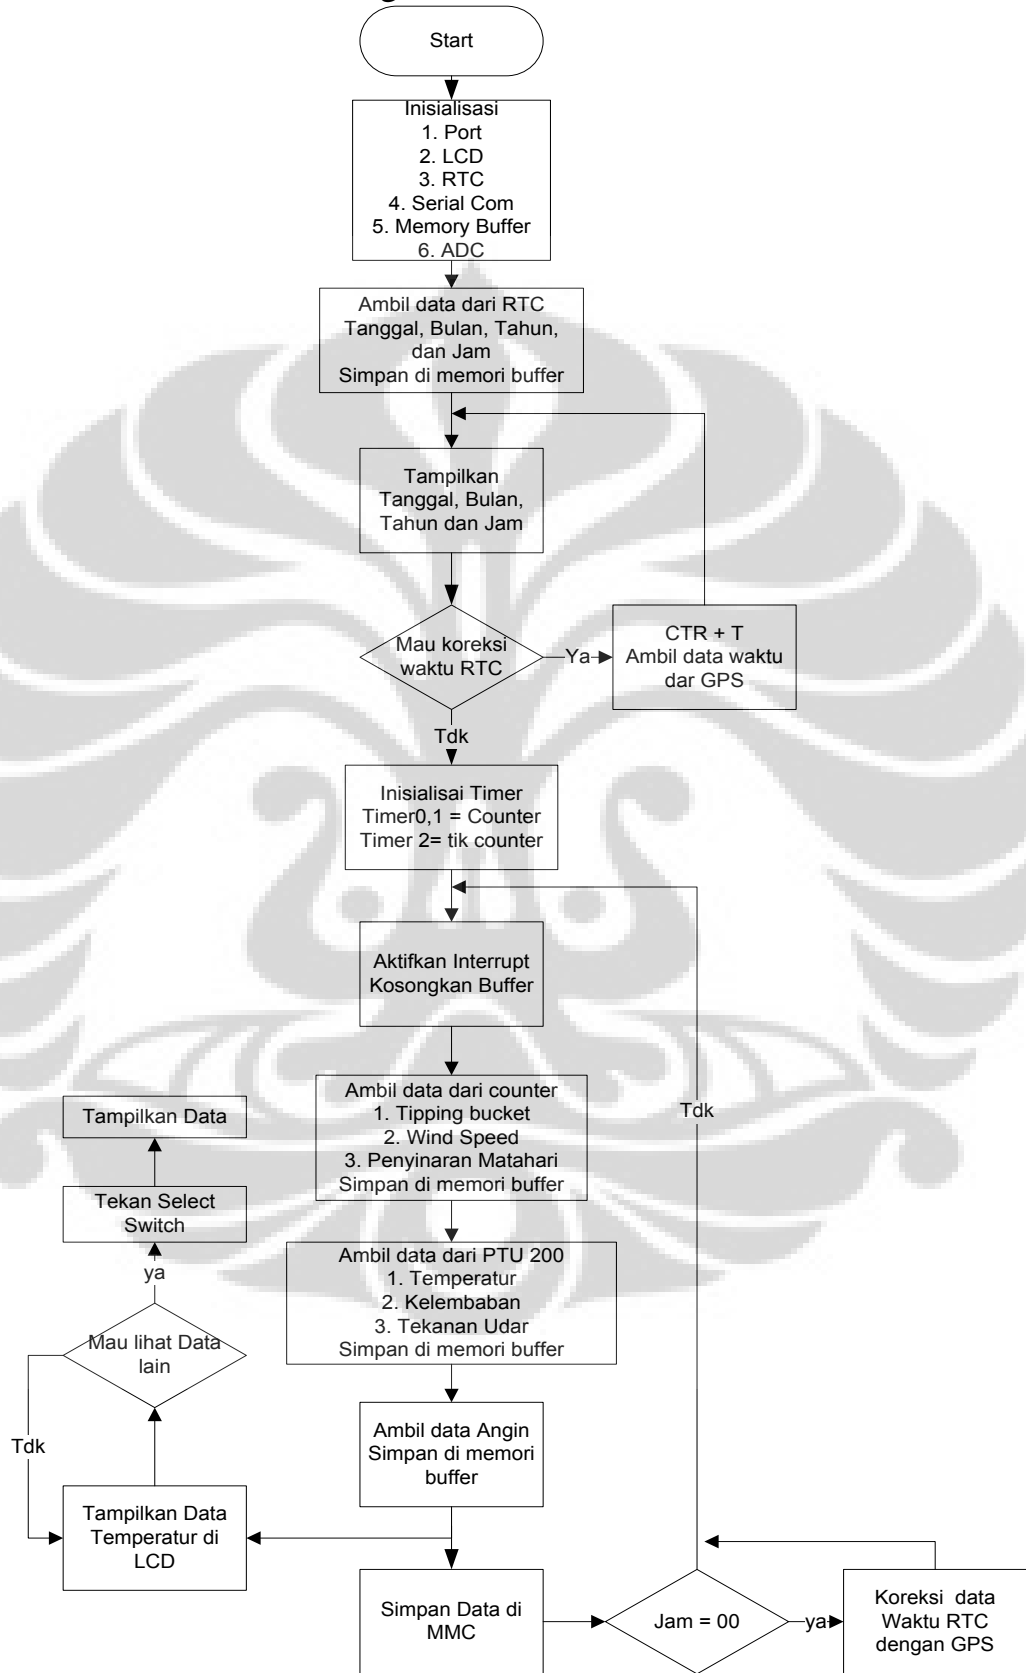 Start
Inisialisasi
1. Port
2. LCD
3. RTC
4. Serial Com
5. Memory Buffer
6. ADC
Ambil data dari RTC
Tanggal, Bulan, Tahun,
dan Jam
Simpan di memori buffer
Tampilkan
Tanggal, Bulan,
Tahun dan Jam
Mau koreksi
waktu RTC
Ya
CTR + T
Ambil data waktu
dar GPS
Tdk
Inisialisai Timer
Timer0,1 = Counter
Timer 2= tik counter
Aktifkan Interrupt
Kosongkan Buffer
Ambil data dari counter
1. Tipping bucket
2. Wind Speed
3. Penyinaran Matahari
Simpan di memori buffer
Tdk
Tampilkan Data
Tekan Select
Switch
ya
Ambil data dari PTU 200
1. Temperatur
2. Kelembaban
3. Tekanan Udar
Simpan di memori buffer
Mau lihat Data
lain
Tdk
Ambil data Angin
Simpan di memori
buffer
Tampilkan Data
Temperatur di
LCD
Simpan Data di
MMC
Jam = 00
ya
Koreksi data
Waktu RTC
dengan GPS